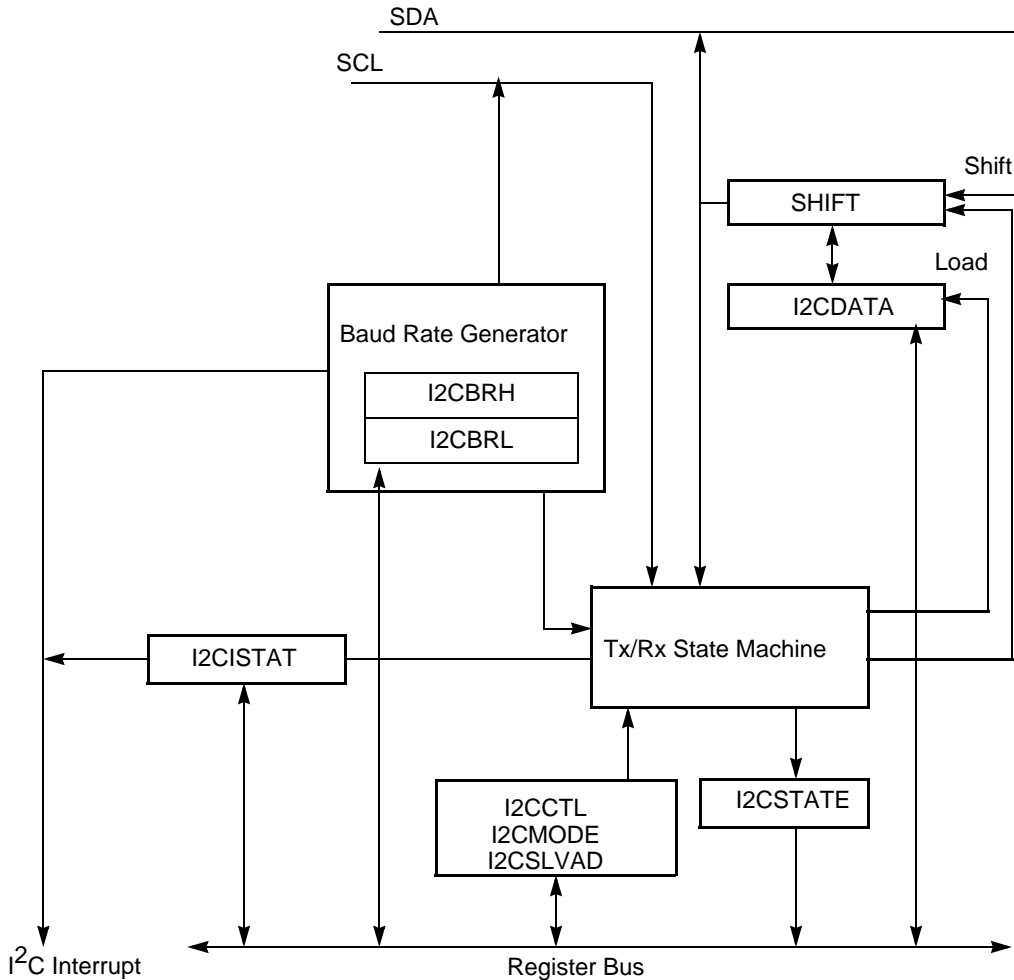 SDA
SCL
Shift
SHIFT
Load
I2CDATA
Baud Rate Generator
I2CBRH
I2CBRL
Tx/Rx State Machine
I2CISTAT
I2CCTL
I2CMODE
I2CSLVAD
I2CSTATE
I²C Interrupt
Register Bus